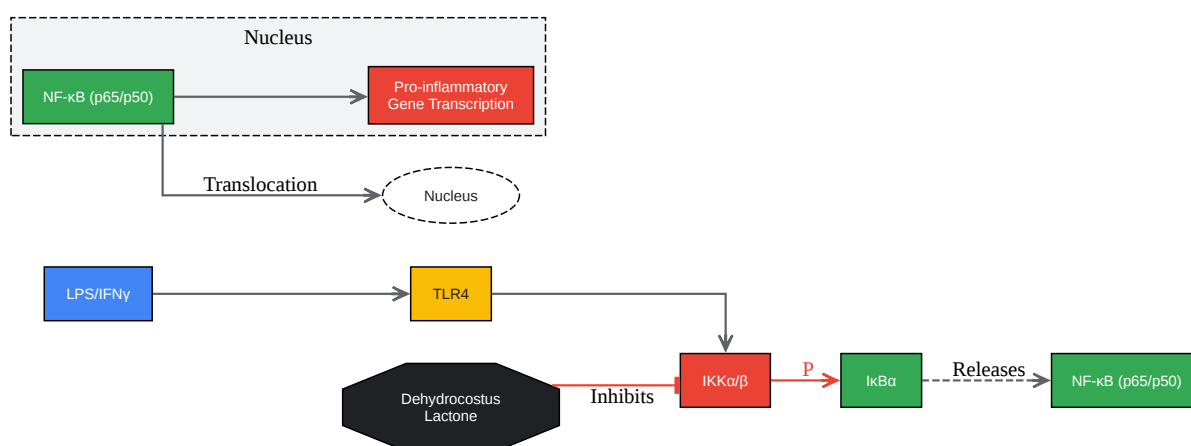 Nucleus
NF-κB (p65/p50)
Pro-inflammatory
Gene Transcription
Translocation
Nucleus
LPS/IFNγ
TLR4
Dehydrocostus
Lactone
Inhibits
IKKα/β
P
IκBα
Releases
NF-κB (p65/p50)